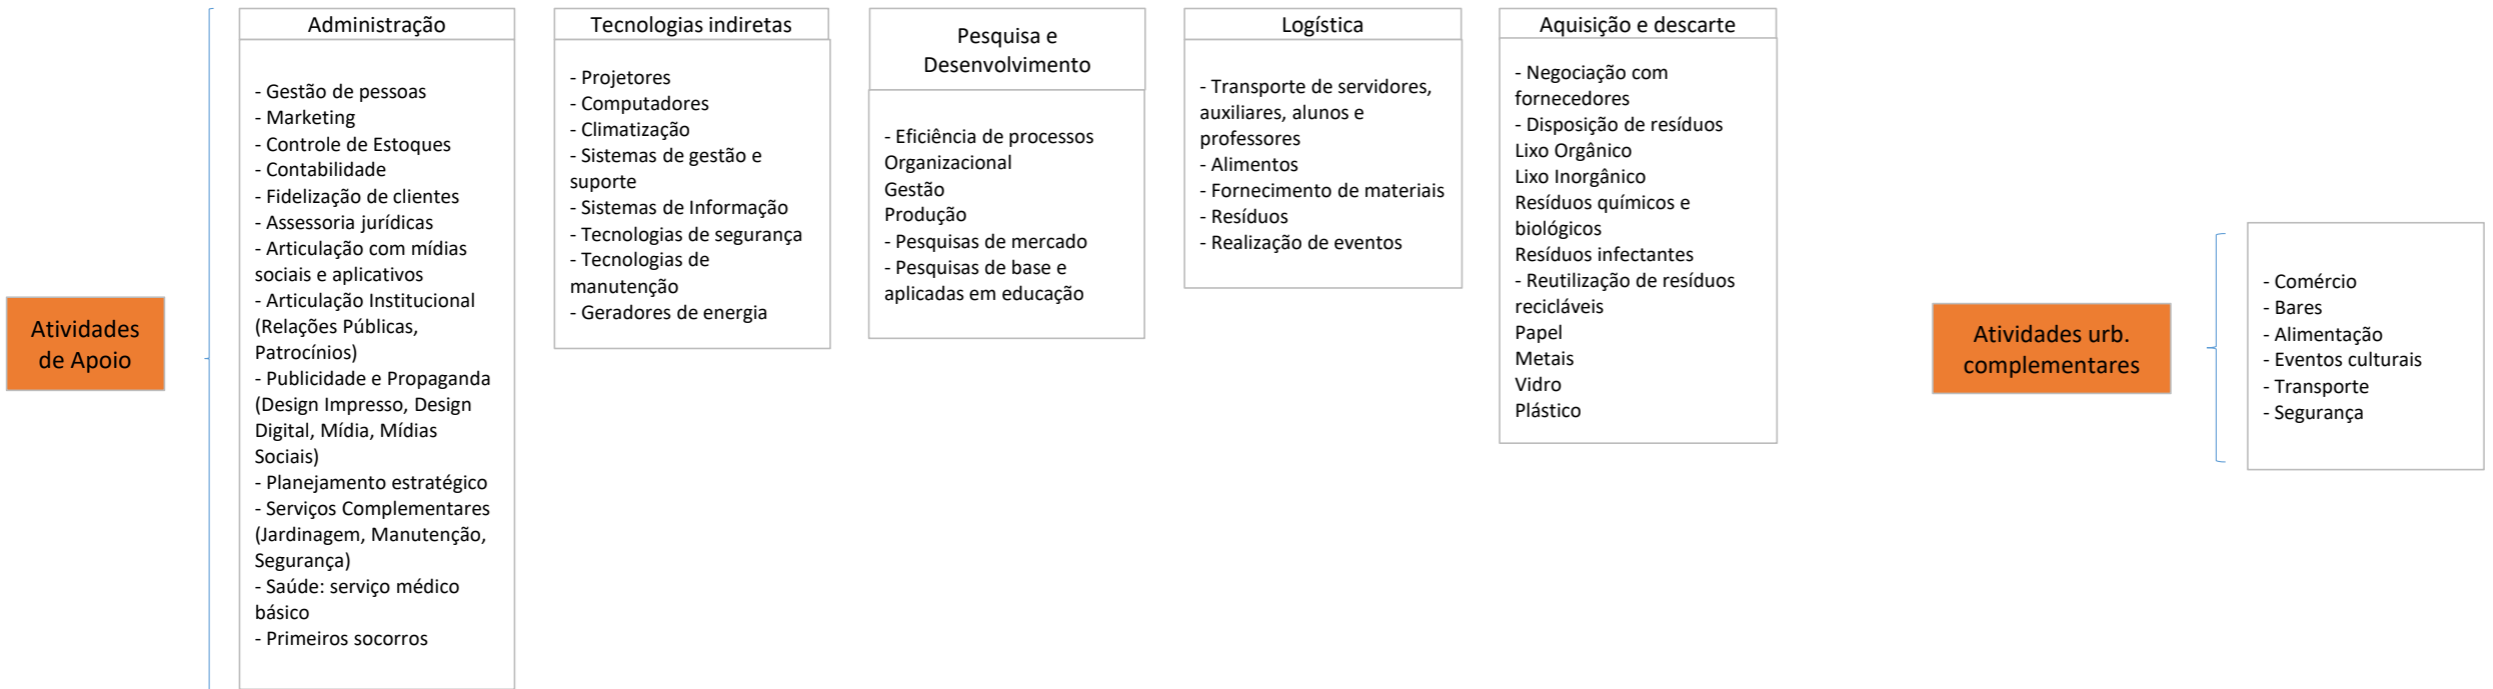 Atividades
de Apoio
Administração
- Gestão de pessoas
- Marketing
- Controle de Estoques
- Contabilidade
- Fidelização de clientes
- Assessoria jurídicas
- Articulação com mídias
sociais e aplicativos
- Articulação Institucional
(Relações Públicas,
Patrocínios)
- Publicidade e Propaganda
(Design Impresso, Design
Digital, Mídia, Mídias
Sociais)
- Planejamento estratégico
- Serviços Complementares
(Jardinagem, Manutenção,
Segurança)
- Saúde: serviço médico
básico
- Primeiros socorros
Tecnologias indiretas
- Projetores
- Computadores
- Climatização
- Sistemas de gestão e
suporte
- Sistemas de Informação
- Tecnologias de segurança
- Tecnologias de
manutenção
- Geradores de energia
Pesquisa e
Desenvolvimento
- Eficiência de processos
Organizacional
Gestão
Produção
- Pesquisas de mercado
- Pesquisas de base e
aplicadas em educação
Logística
- Transporte de servidores,
auxiliares, alunos e
professores
- Alimentos
- Fornecimento de materiais
- Resíduos
- Realização de eventos
Aquisição e descarte
- Negociação com
fornecedores
- Disposição de resíduos
Lixo Orgânico
Lixo Inorgânico
Resíduos químicos e
biológicos
Resíduos infectantes
- Reutilização de resíduos
recicláveis
Papel
Metais
Vidro
Plástico
Atividades urb.
complementares
- Comércio
- Bares
- Alimentação
- Eventos culturais
- Transporte
- Segurança